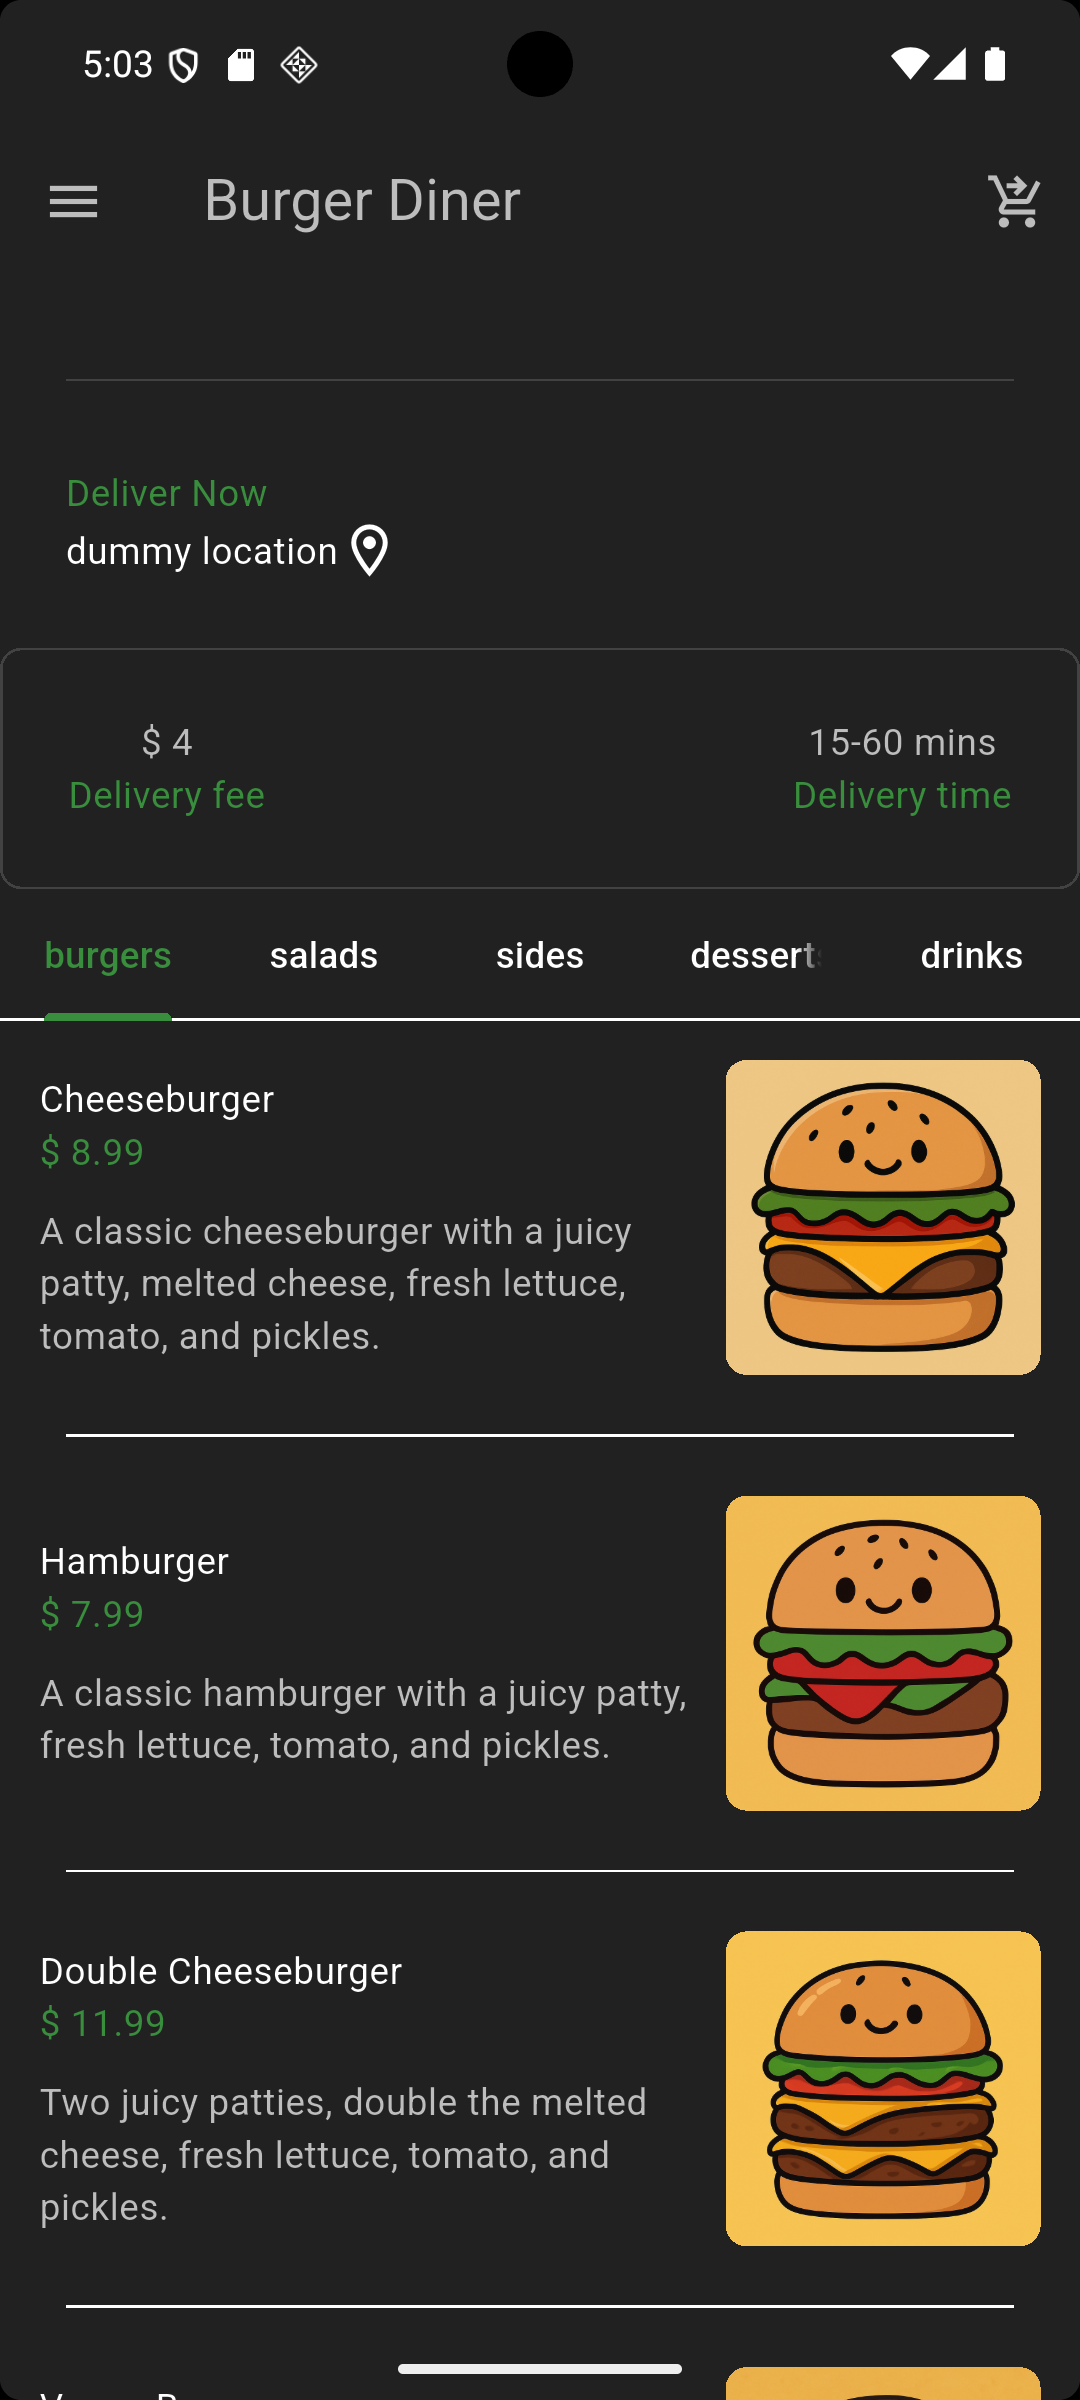 5:03
Burger Diner
Deliver Now
dummy location
$ 4
15-60 mins
Delivery fee
Delivery time
burgers
salads
sides
desserts
drinks
Cheeseburger
$ 8.99
A classic cheeseburger with a juicy
patty, melted cheese, fresh lettuce,
tomato, and pickles.
Hamburger
$ 7.99
A classic hamburger with a juicy patty,
fresh lettuce, tomato, and pickles.
Double Cheeseburger
$ 11.99
Two juicy patties, double the melted
cheese, fresh lettuce, tomato, and
pickles.